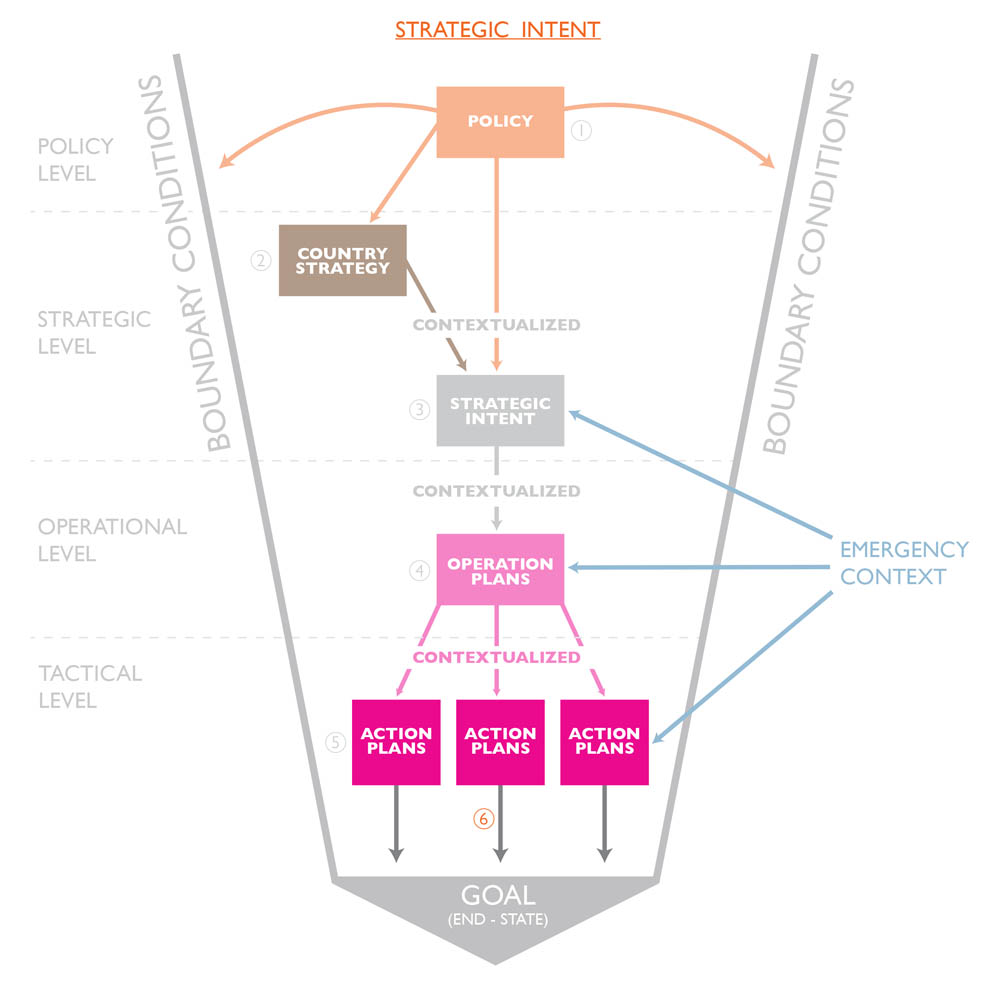 STRATEGIC INTENT
BOUNDARY CONDITIONS
BOUNDARY CONDITIONS
POLICY
LEVEL
POLICY
①
②
COUNTRY
STRATEGY
STRATEGIC
LEVEL
CONTEXTUALIZED
③
STRATEGIC
INTENT
CONTEXTUALIZED
OPERATIONAL
LEVEL
④
OPERATION
PLANS
EMERGENCY
CONTEXT
CONTEXTUALIZED
TACTICAL
LEVEL
⑤
ACTION
PLANS
ACTION
PLANS
ACTION
PLANS
⑥
GOAL
(END - STATE)